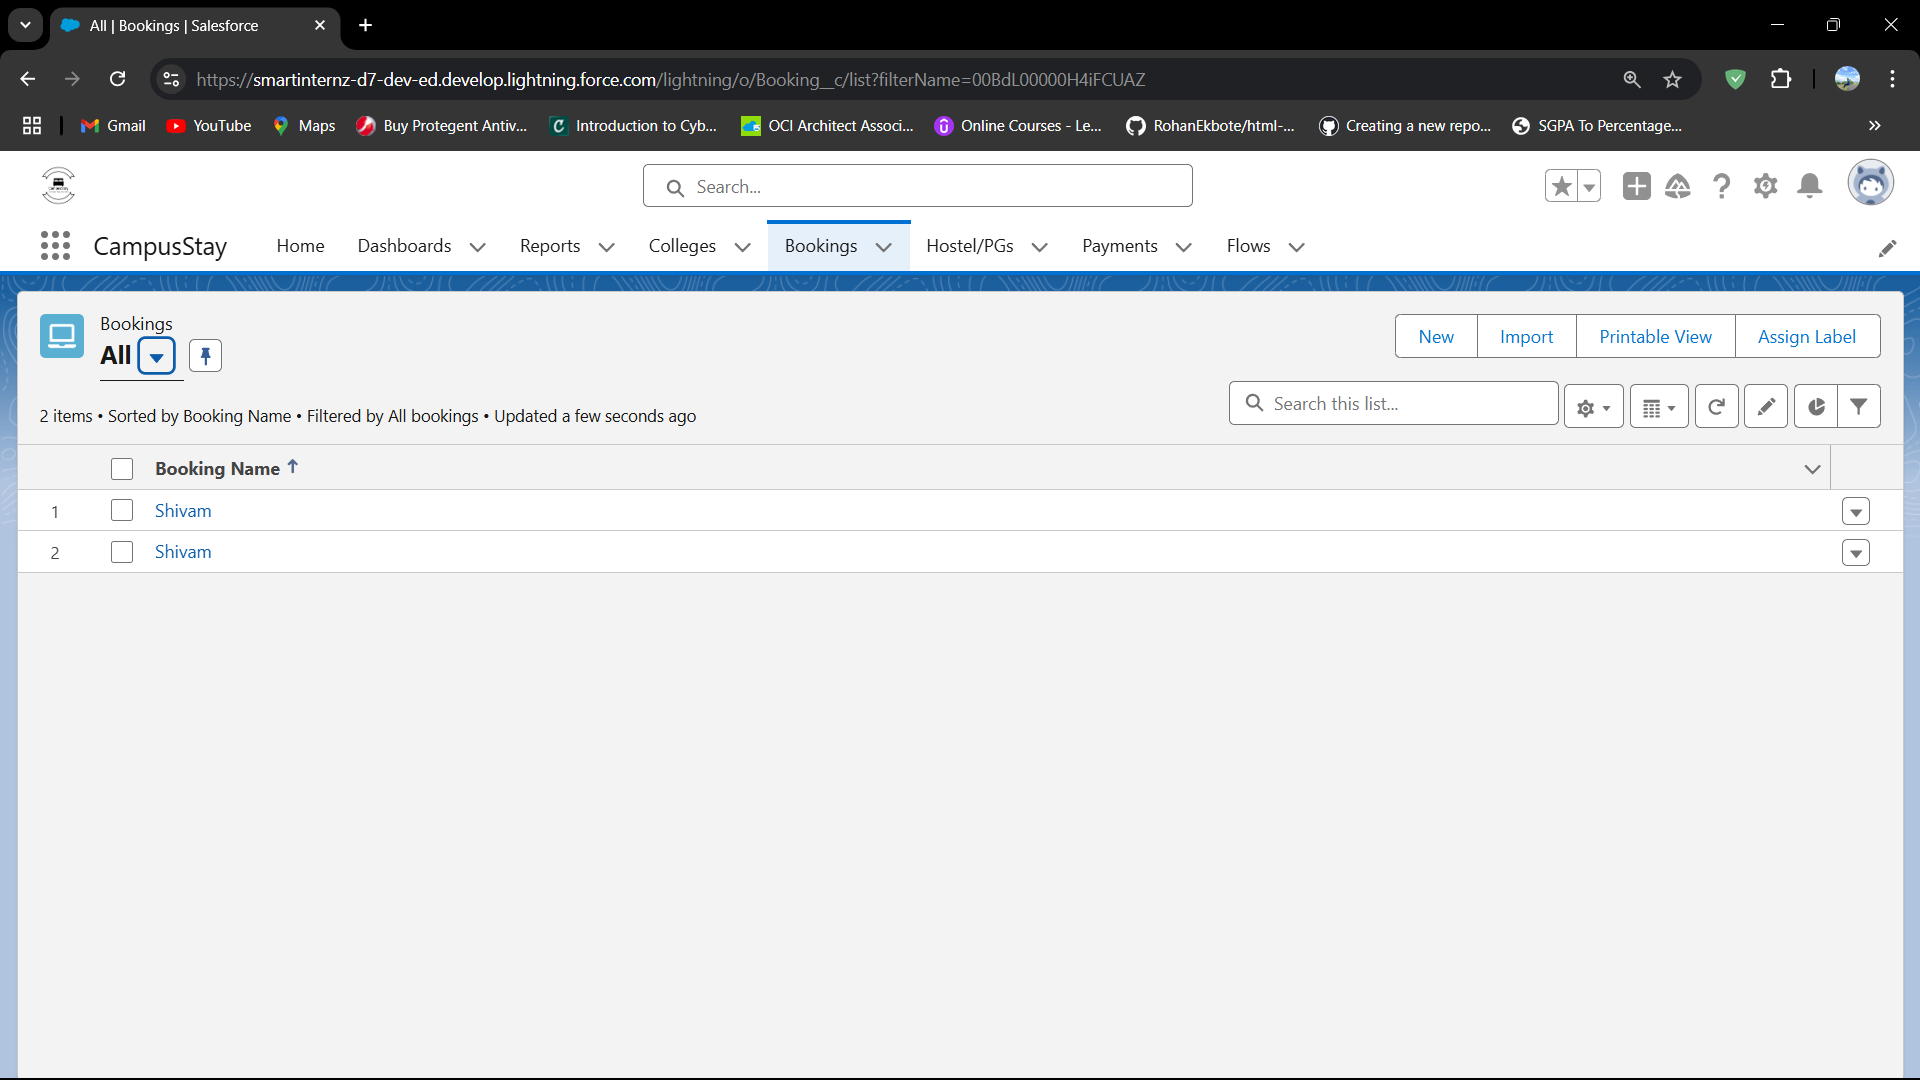 All | Bookings | Salesforce
https://smartinternz-d7-dev-ed.develop.lightning.force.com/lightning/o/Booking__c/list?filterName=00BdL00000H4iFCUAZ
Gmail YouTube Maps Buy Protegent Antiv... Introduction to Cyb... OCI Architect Associ... Online Courses - Le... RohanEkbote/html-... Creating a new repo... SGPA To Percentage...
Search...
CampusStay Home Dashboards Reports Colleges Bookings Hostel/PGs Payments Flows
Bookings
All
New Import Printable View Assign Label
2 items • Sorted by Booking Name • Filtered by All bookings • Updated a few seconds ago
Search this list...
Booking Name
1 Shivam
2 Shivam